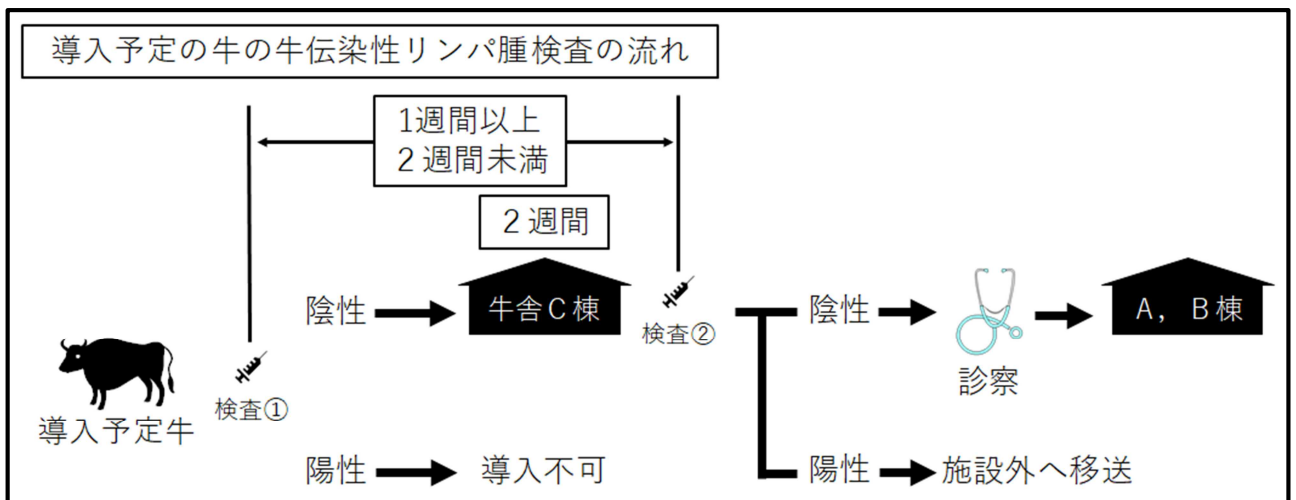 導入予定の牛の牛伝染性リンパ腫検査の流れ
1週間以上
２週間未満
２週間
陰性
牛舎Ｃ棟
検査②
陰性
診察
Ａ，Ｂ棟
導入予定牛
検査①
陽性
導入不可
陽性
施設外へ移送